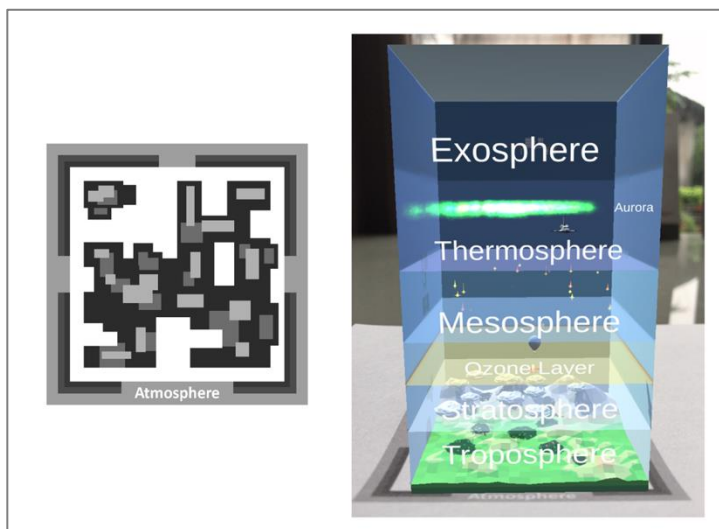 Atmosphere
Exosphere
Aurora
Thermosphere
Mesosphere
Ozone Layer
Stratosphere
Troposphere
Atmosphere